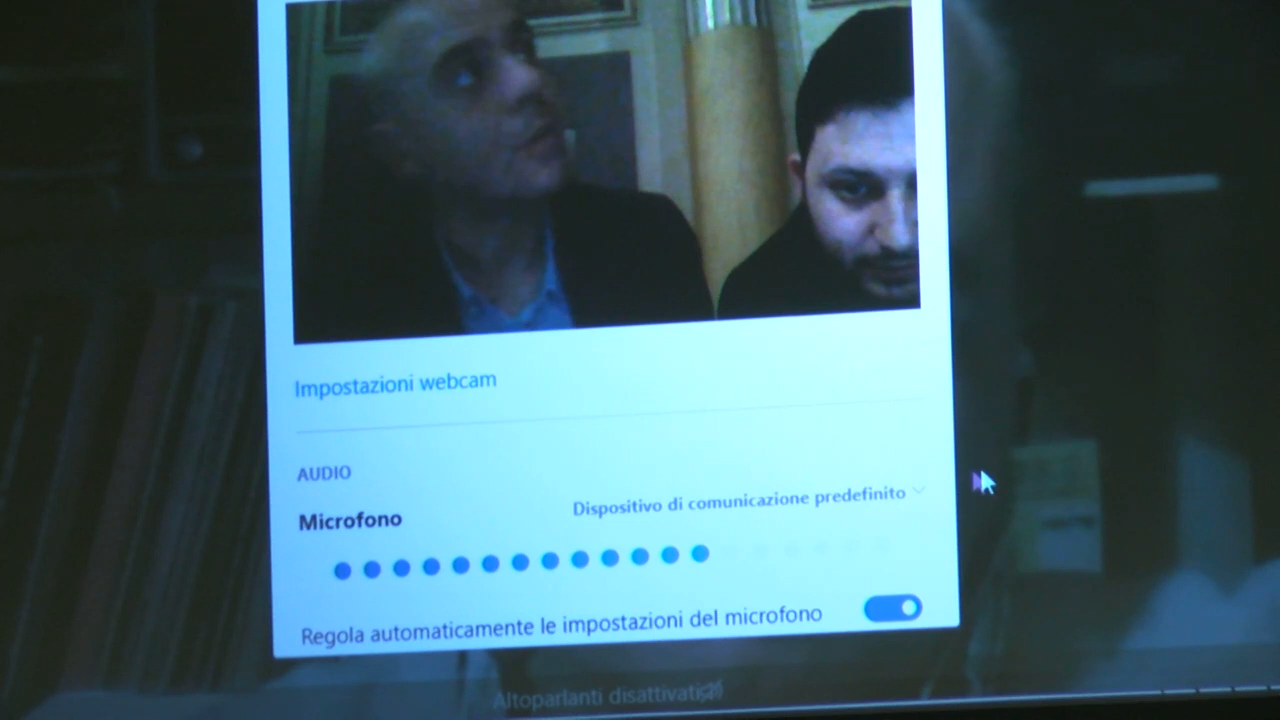 Impostazioni webcam
AUDIO
Microfono
Dispositivo di comunicazione predefinito
Regola automaticamente le impostazioni del microfono
Altoparlanti disattivati